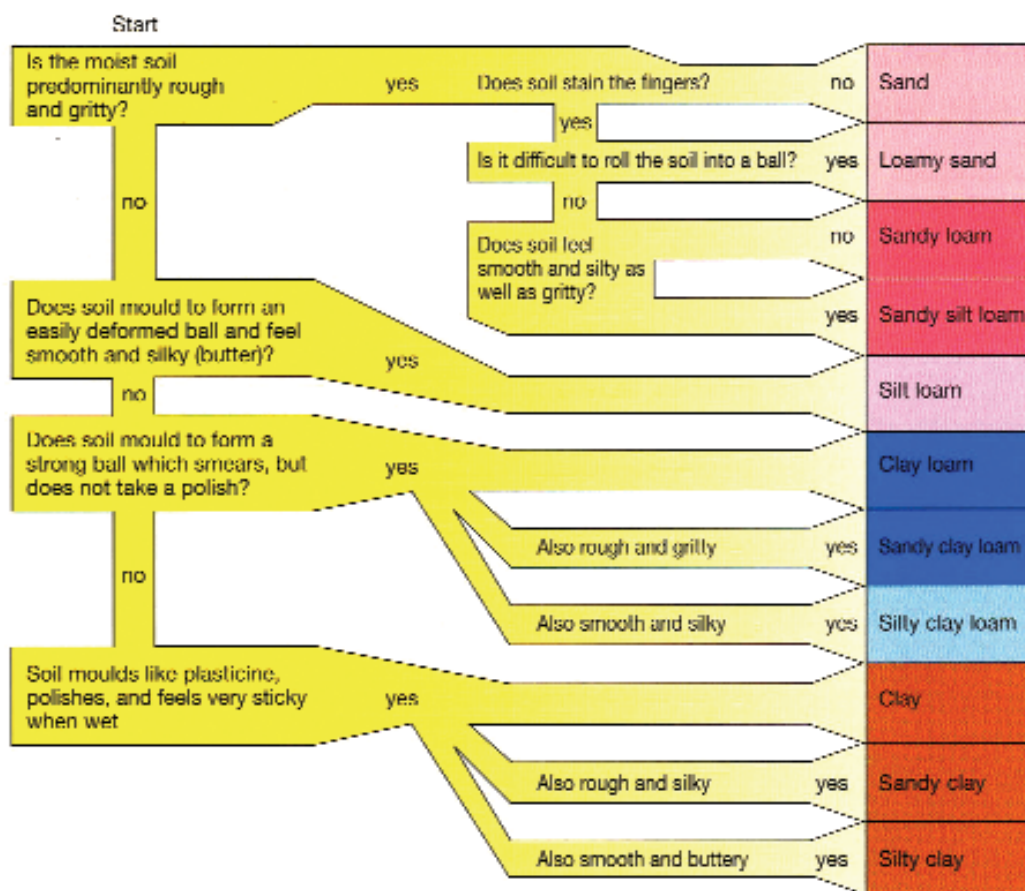 Start
Is the moist soil
predominantly rough
and gritty?
yes
Does soil stain the fingers?
no
Sand
yes
Is it difficult to roll the soil into a ball?
yes
Loamy sand
no
no
Does soil feel
smooth and silty as
well as gritty?
no
Sandy loam
yes
Sandy silt loam
Does soil mould to form an
easily deformed ball and feel
smooth and silky (butter)?
yes
Silt loam
no
Does soil mould to form a
strong ball which smears, but
does not take a polish?
yes
Clay loam
Also rough and gritty
yes
Sandy clay loam
no
Also smooth and silky
yes
Silty clay loam
Soil moulds like plasticine,
polishes, and feels very sticky
when wet
yes
Clay
Also rough and silky
yes
Sandy clay
Also smooth and buttery
yes
Silty clay